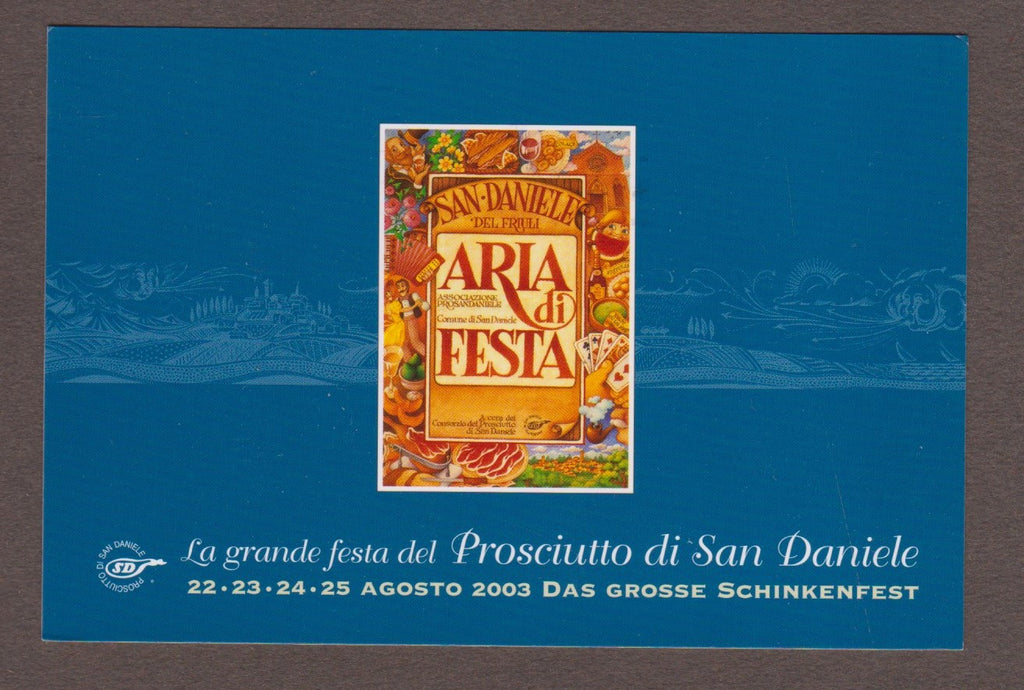 SAN·DANIELE
DEL FRIULI
ARIA
ASSOCIAZIONE
PROSANDANIELE
di
Comune di San Daniele
FESTA
A cura del
Consorzio del Prosciutto
di San Daniele
La grande festa del Prosciutto di San Daniele
22•23•24•25 AGOSTO 2003 DAS GROSSE SCHINKENFEST
PROSCIUTTO DI SAN DANIELE
SD